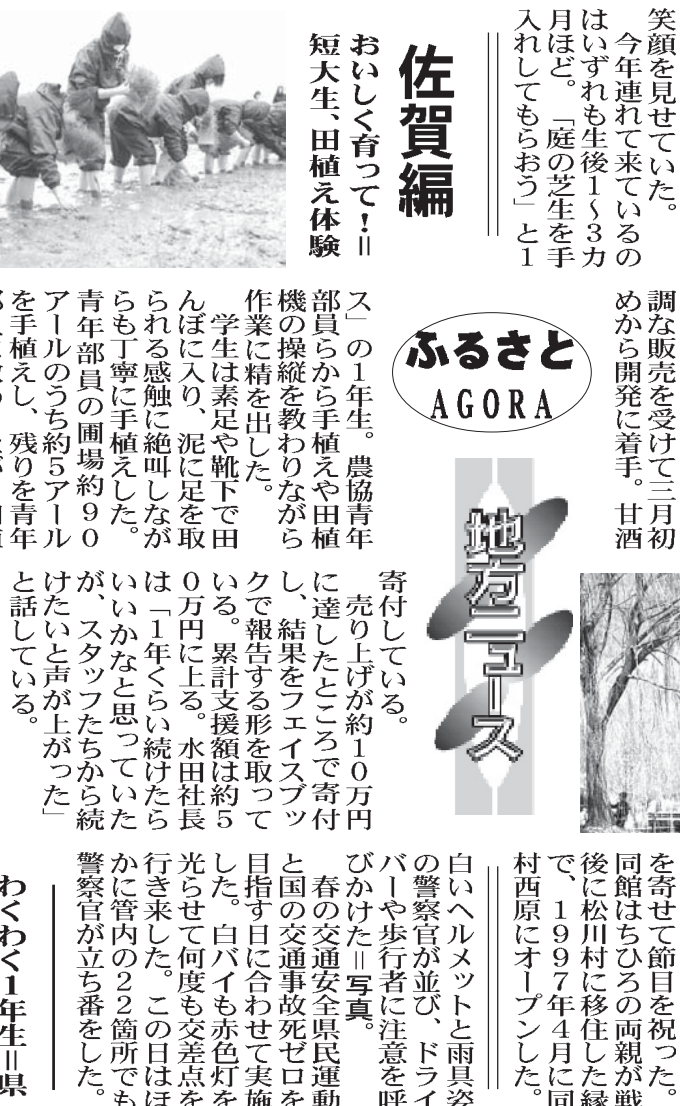 笑顔を見せていた。
今年連れて来ているの
はいずれも生後１～３カ
月ほど。「庭の芝生を手
入れしてもらおう」と１
佐賀編
おいしく育って！＝
短大生、田植え体験
調な販売を受けて三月初
めから開発に着手。甘酒
ふるさと
AGORA
地方ニュース
ス」の１年生。農協青年
部員らから手植えや田植
機の操縦を教わりながら
作業に精を出した。
学生は素足や靴下で田
んぼに入り、泥に足を取
られる感触に絶叫しなが
らも丁寧に手植えした。
青年部員の圃場約９０
アールのうち約５アール
を手植えし、残りを青年
寄付している。
売り上げが約１０万円
に達したところで寄付
し、結果をフェイスブッ
クで報告する形を取って
いる。累計支援額は約５
０万円に上る。水田社長
は「１年くらい続けたら
いいかなと思っていた
が、スタッフたちから続
けたいと声が上がった」
と話している。
を寄せて節目を祝った。
同館はちひろの両親が戦
後に松川村に移住した縁
で、１９９７年４月に同
村西原にオープンした。
白いヘルメットと雨具姿
の警察官が並び、ドライ
バーや歩行者に注意を呼
びかけた＝写真。
春の交通安全県民運動
と国の交通事故死ゼロを
目指す日に合わせて実施
した。白バイも赤色灯を
光らせて何度も交差点を
行き来した。この日はほ
かに管内の２２箇所でも
警察官が立ち番をした。
わくわく１年生＝県